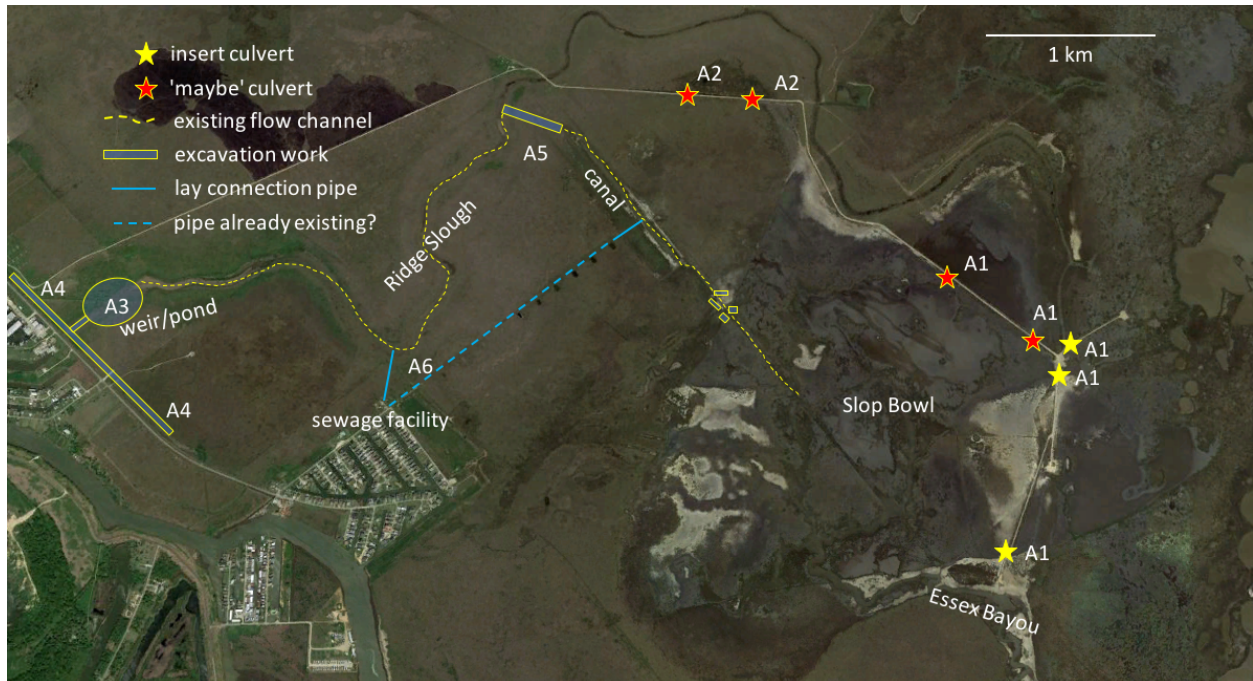 insert culvert
'maybe' culvert
existing flow channel
excavation work
lay connection pipe
pipe already existing?
1 km
A2
A2
A5
canal
Ridge Slough
A4
A3
weir/pond
A1
A1
A1
A1
A6
A4
sewage facility
Slop Bowl
A1
Essex Bayou